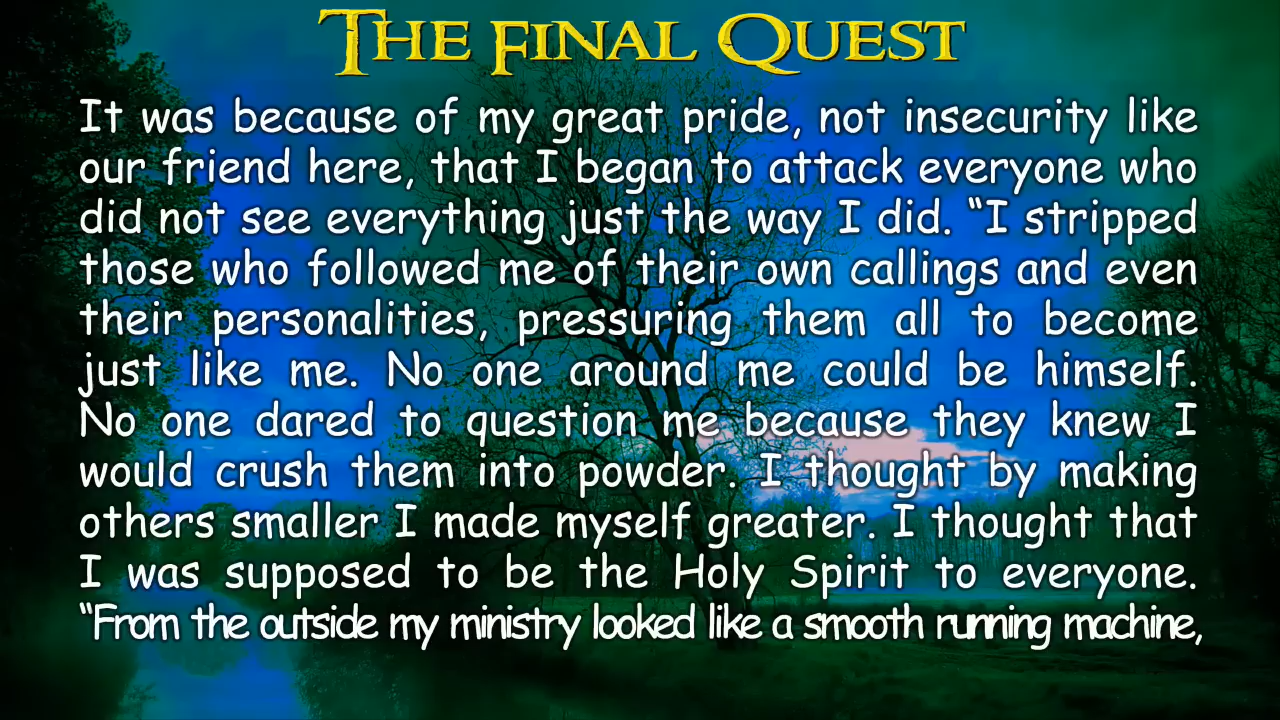 The Final Quest
It was because of my great pride, not insecurity like
our friend here, that I began to attack everyone who
did not see everything just the way I did. “I stripped
those who followed me of their own callings and even
their personalities, pressuring them all to become
just like me. No one around me could be himself.
No one dared to question me because they knew I
would crush them into powder. I thought by making
others smaller I made myself greater. I thought that
I was supposed to be the Holy Spirit to everyone.
“From the outside my ministry looked like a smooth running machine,